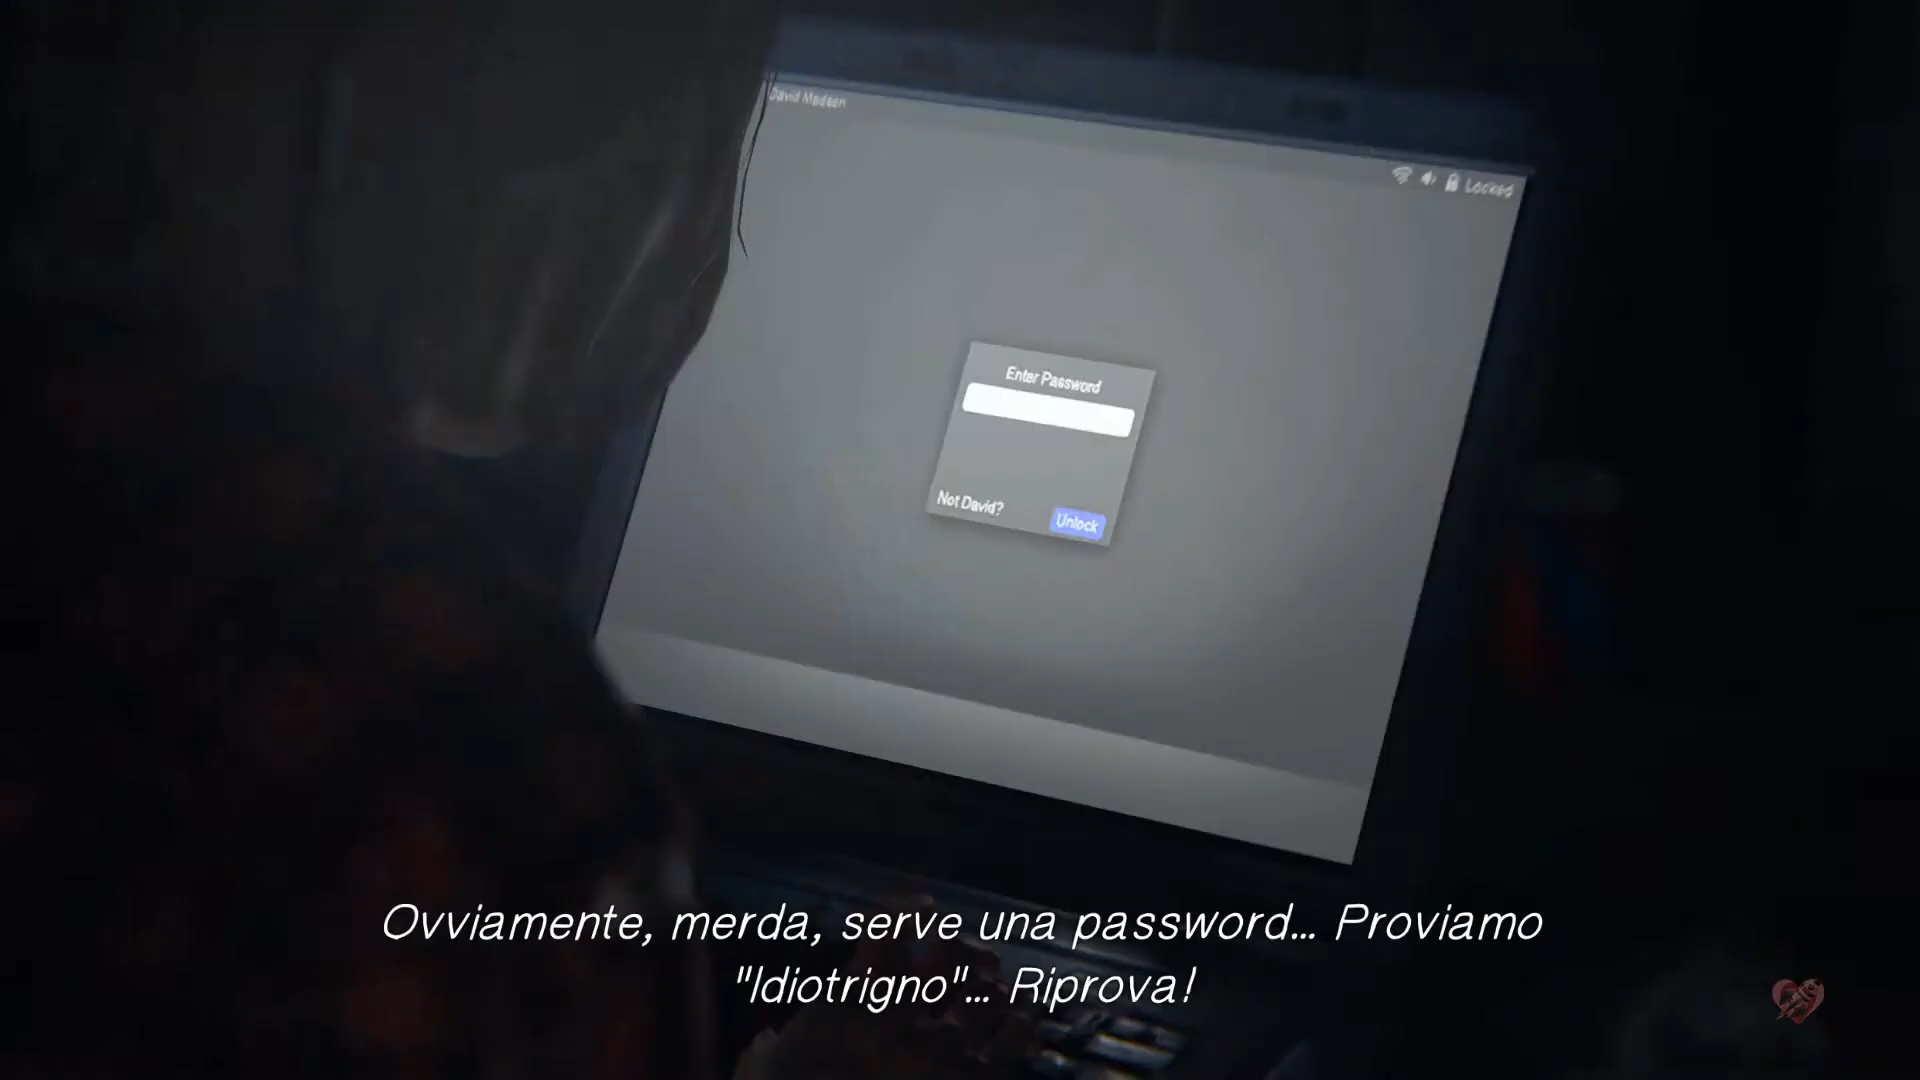 David Madsen
Locked
Enter Password
Not David?
Unlock
Ovviamente, merda, serve una password... Proviamo
"Idiotrigno"... Riprova!